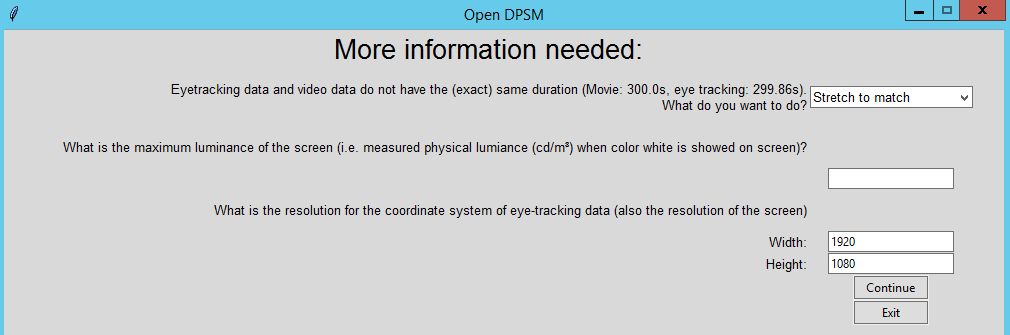 Open DPSM
More information needed:
Eyetracking data and video data do not have the (exact) same duration (Movie: 300.0s, eye tracking: 299.86s).
What do you want to do?
Stretch to match
What is the maximum luminance of the screen (i.e. measured physical lumiance (cd/m²) when color white is showed on screen)?
What is the resolution for the coordinate system of eye-tracking data (also the resolution of the screen)
Width: 1920
Height: 1080
Continue
Exit